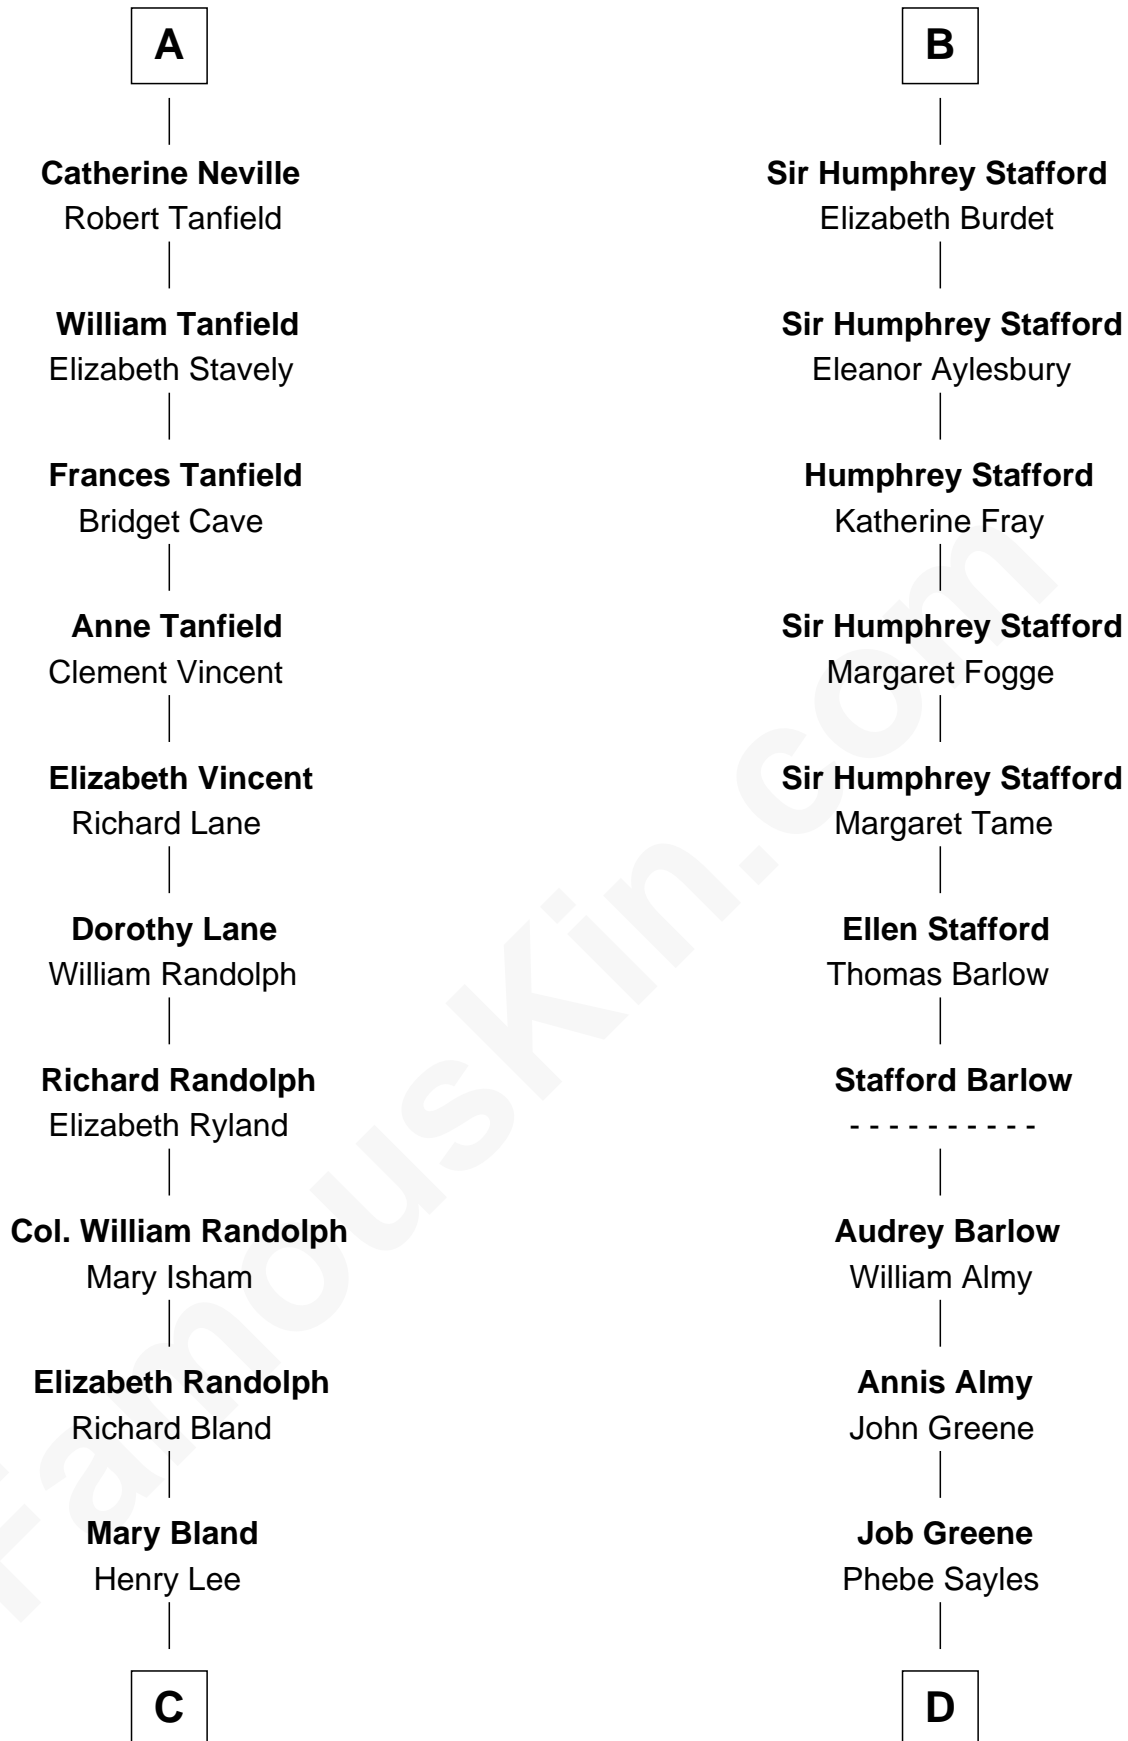 A
Catherine Neville
Robert Tanfield
William Tanfield
Elizabeth Stavely
Frances Tanfield
Bridget Cave
Anne Tanfield
Clement Vincent
Elizabeth Vincent
Richard Lane
Dorothy Lane
William Randolph
Richard Randolph
Elizabeth Ryland
Col. William Randolph
Mary Isham
Elizabeth Randolph
Richard Bland
Mary Bland
Henry Lee
C
B
Sir Humphrey Stafford
Elizabeth Burdet
Sir Humphrey Stafford
Eleanor Aylesbury
Humphrey Stafford
Katherine Fray
Sir Humphrey Stafford
Margaret Fogge
Sir Humphrey Stafford
Margaret Tame
Ellen Stafford
Thomas Barlow
Stafford Barlow
- - - - - - - - - -
Audrey Barlow
William Almy
Annis Almy
John Greene
Job Greene
Phebe Sayles
D
FamousKin.com